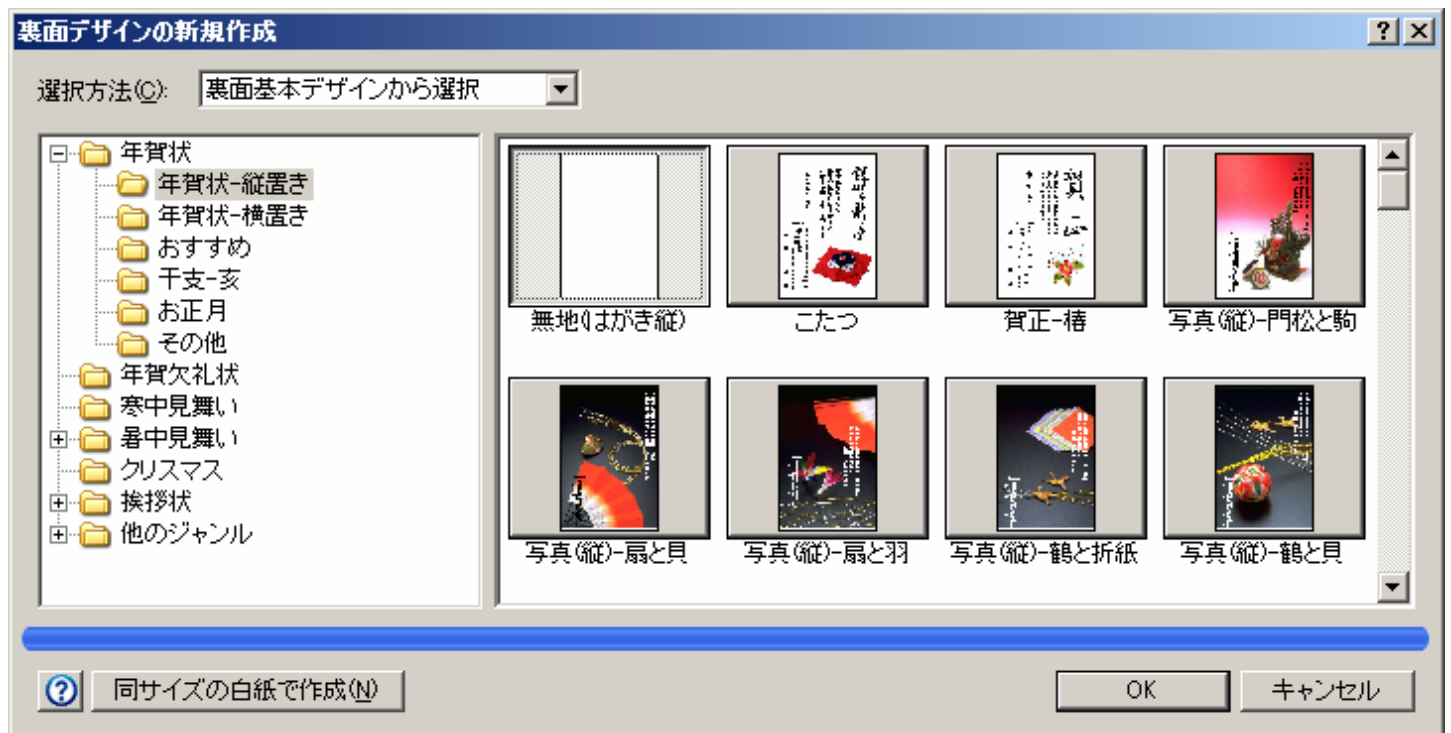 裏面デザインの新規作成
選択方法(C): 裏面基本デザインから選択
年賀状
年賀状-縦置き
年賀状-横置き
おすすめ
干支-亥
お正月
その他
年賀欠礼状
寒中見舞い
暑中見舞い
クリスマス
挨拶状
他のジャンル
無地(はがき縦)
こたつ
賀正-椿
写真(縦)-門松と駒
写真(縦)-扇と貝
写真(縦)-扇と羽
写真(縦)-鶴と折紙
写真(縦)-鶴と貝
同サイズの白紙で作成(N)
OK
キャンセル